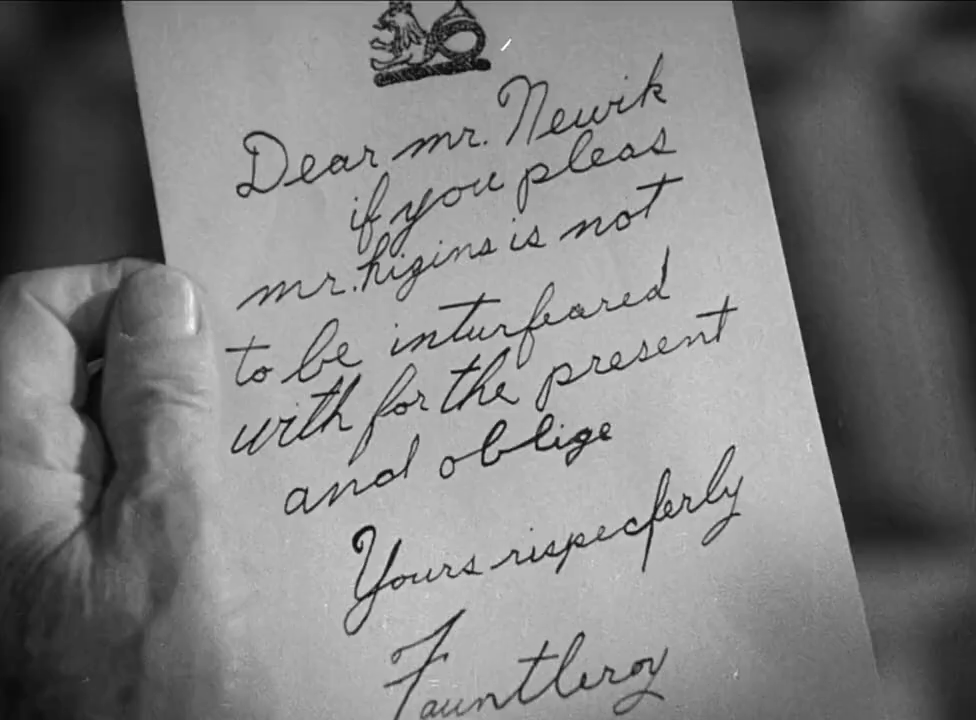 Dear mr. Newik
if you pleas
mr. higins is not
to be inturfeared
with for the present
and oblige
Yours rispecferly
Fauntleroy